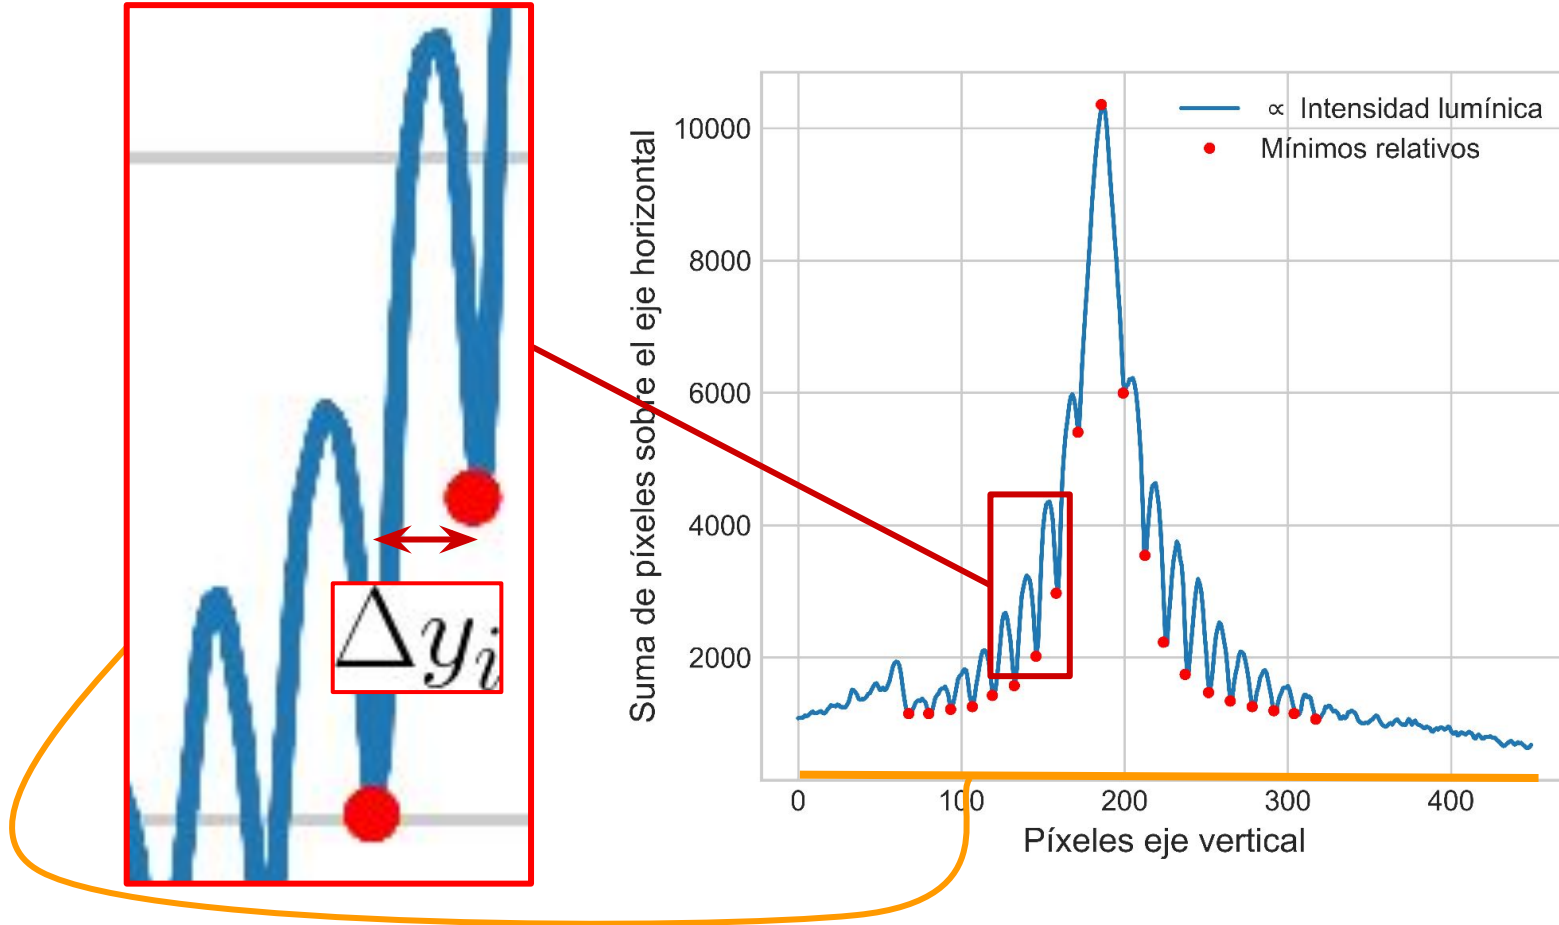 Δyᵢ
∝ Intensidad lumínica
Mínimos relativos
Suma de píxeles sobre el eje horizontal
10000
8000
6000
4000
2000
0 100 200 300 400
Píxeles eje vertical